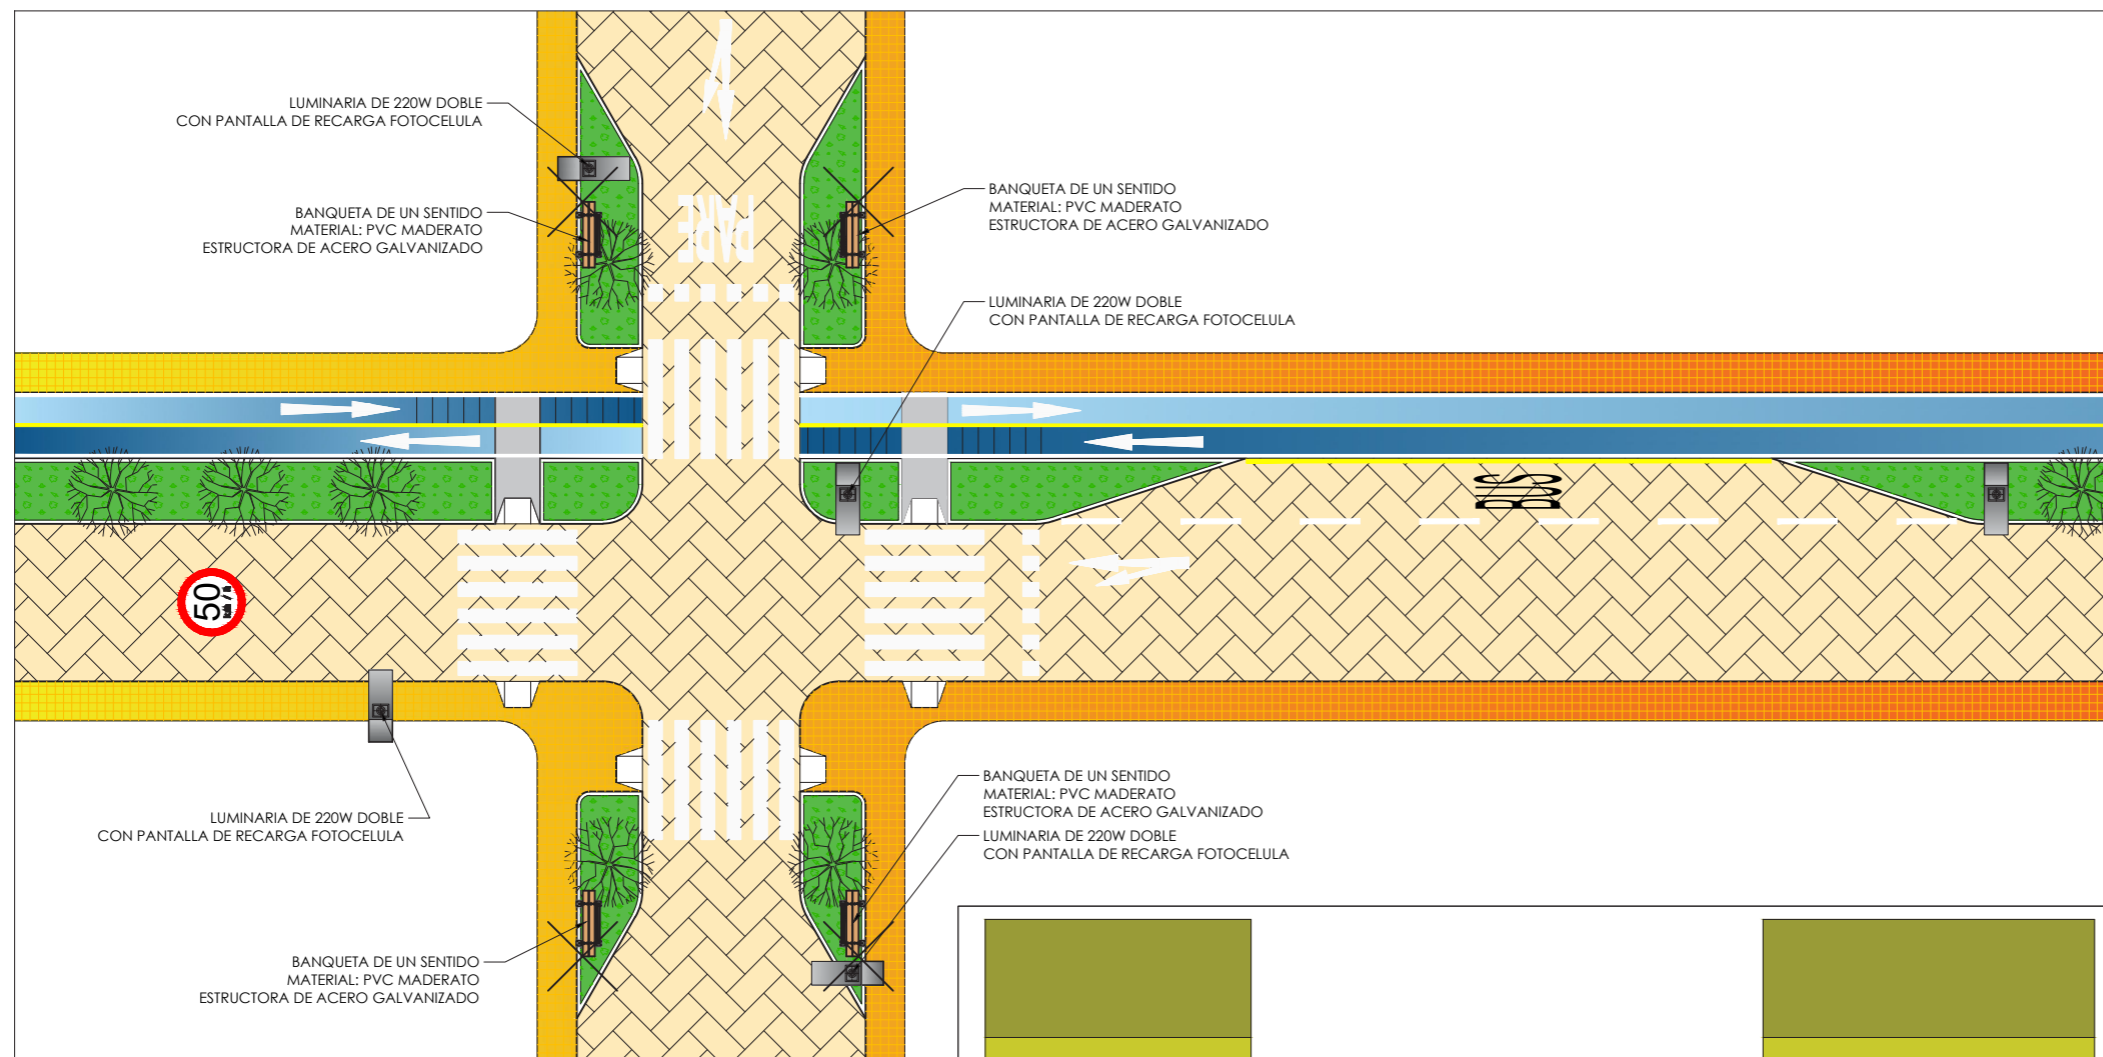 LUMINARIA DE 220W DOBLE
CON PANTALLA DE RECARGA FOTOCELULA
BANQUETA DE UN SENTIDO
MATERIAL: PVC MADERATO
ESTRUCTORA DE ACERO GALVANIZADO
PARE
BANQUETA DE UN SENTIDO
MATERIAL: PVC MADERATO
ESTRUCTORA DE ACERO GALVANIZADO
LUMINARIA DE 220W DOBLE
CON PANTALLA DE RECARGA FOTOCELULA
BUS
50
LUMINARIA DE 220W DOBLE
CON PANTALLA DE RECARGA FOTOCELULA
BANQUETA DE UN SENTIDO
MATERIAL: PVC MADERATO
ESTRUCTORA DE ACERO GALVANIZADO
LUMINARIA DE 220W DOBLE
CON PANTALLA DE RECARGA FOTOCELULA
BANQUETA DE UN SENTIDO
MATERIAL: PVC MADERATO
ESTRUCTORA DE ACERO GALVANIZADO